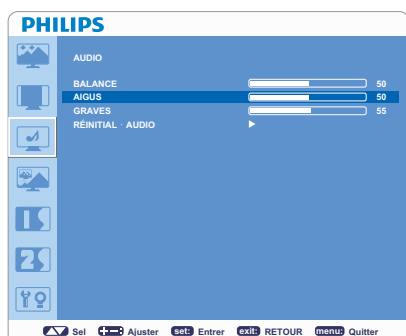 PHILIPS
AUDIO
BALANCE 50
AIGUS 50
GRAVES 55
RÉINITIAL · AUDIO
Sel Ajuster set: Entrer exit: RETOUR menu: Quitter